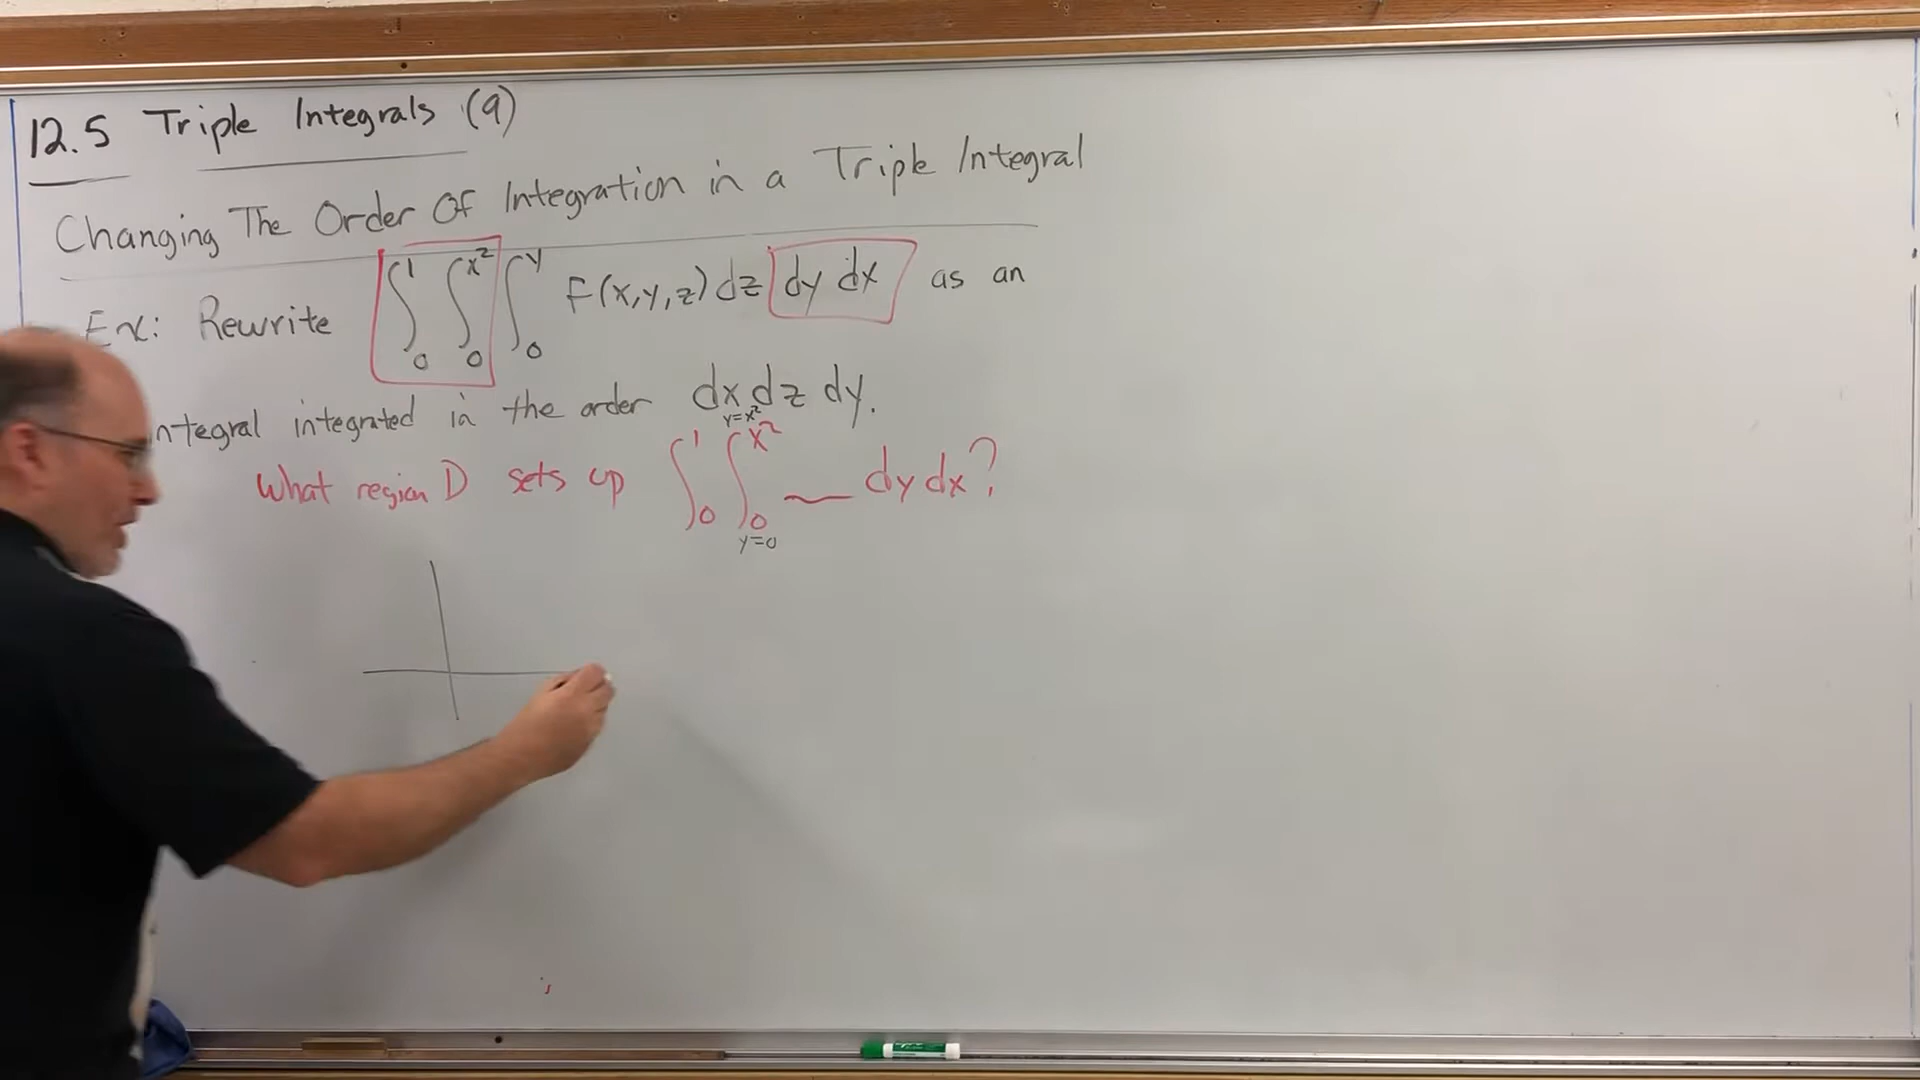 12.5 Triple Integrals (9)
Changing The Order Of Integration in a Triple Integral
Ex: Rewrite ∫₀¹ ∫₀^x² ∫₀^y F(x,y,z) dz dy dx as an
ntegral integrated in the order dx dz dy.
y=x²
What region D sets up ∫₀¹ ∫₀^x² __ dy dx?
y=0